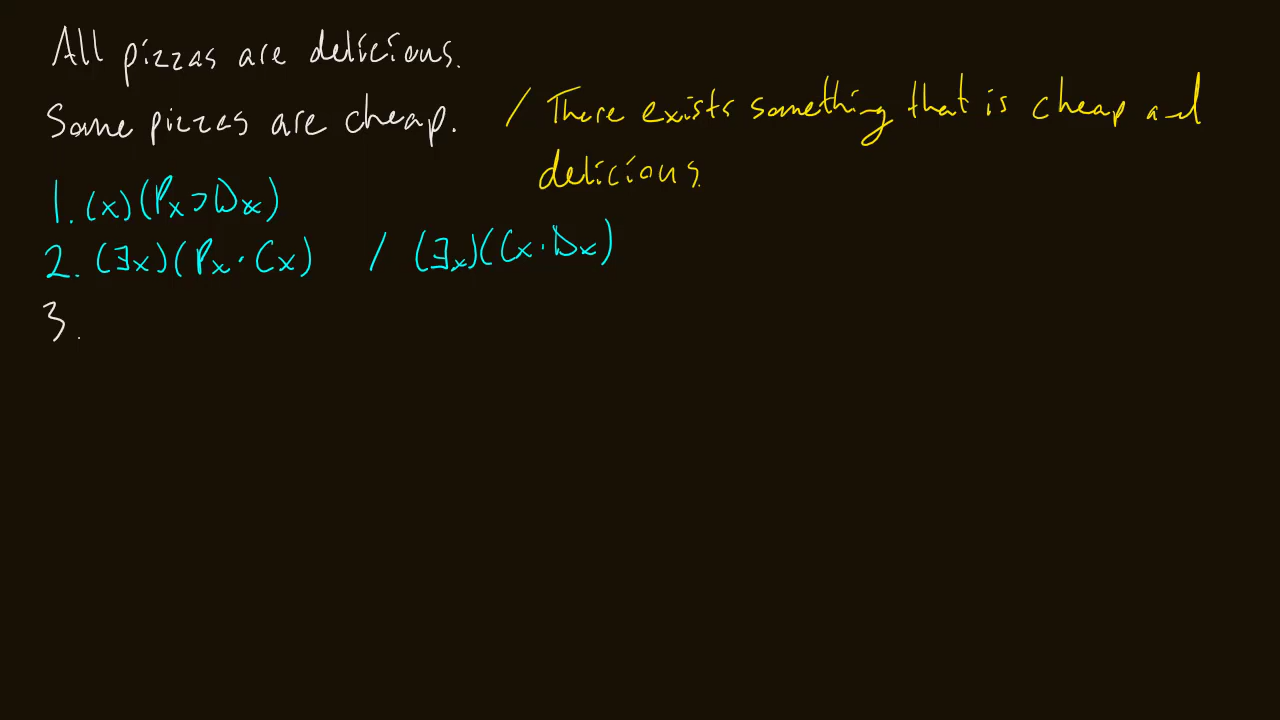 All pizzas are delicious.
Some pizzas are cheap.
/ There exists something that is cheap and
delicious.
1. (x)(Px⊃Dx)
2. (∃x)(Px·Cx) / (∃x)(Cx·Dx)
3.